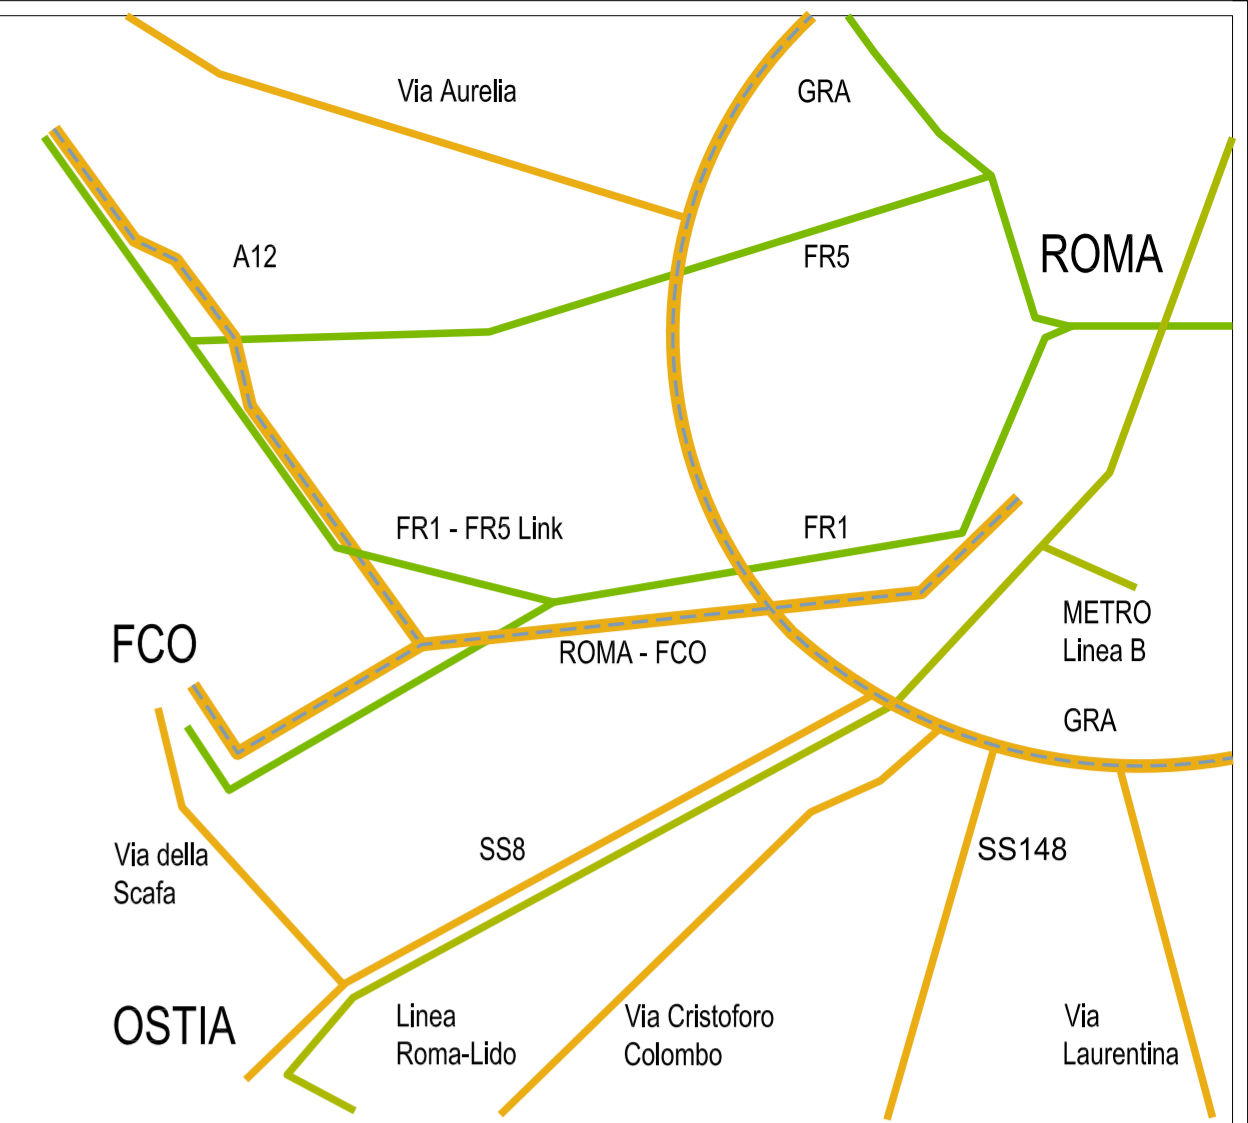 Via Aurelia
GRA
ROMA
A12
FR5
FR1 - FR5 Link
FR1
METRO
Linea B
FCO
ROMA - FCO
GRA
Via della
Scafa
SS8
SS148
OSTIA
Linea
Roma-Lido
Via Cristoforo
Colombo
Via
Laurentina